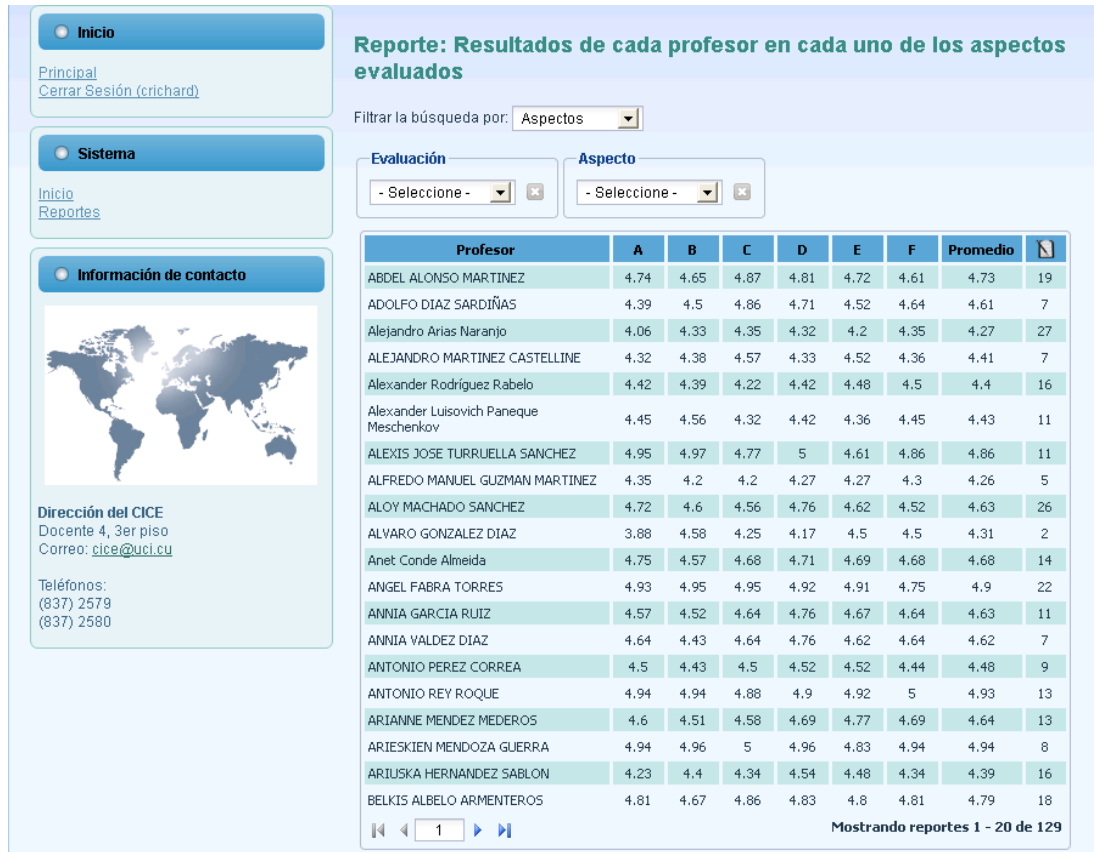 Inicio
Principal
Cerrar Sesión (crichard)
Sistema
Inicio
Reportes
Información de contacto
Dirección del CICE
Docente 4, 3er piso
Correo: cice@uci.cu
Teléfonos:
(837) 2579
(837) 2580
Reporte: Resultados de cada profesor en cada uno de los aspectos
evaluados
Filtrar la búsqueda por: Aspectos
Evaluación Aspecto
- Seleccione - - Seleccione -
Profesor A B C D E F Promedio
ABDEL ALONSO MARTINEZ 4.74 4.65 4.87 4.81 4.72 4.61 4.73 19
ADOLFO DIAZ SARDIÑAS 4.39 4.5 4.86 4.71 4.52 4.64 4.61 7
Alejandro Arias Naranjo 4.06 4.33 4.35 4.32 4.2 4.35 4.27 27
ALEJANDRO MARTINEZ CASTELLINE 4.32 4.38 4.57 4.33 4.52 4.36 4.41 7
Alexander Rodríguez Rabelo 4.42 4.39 4.22 4.42 4.48 4.5 4.4 16
Alexander Luisovich Paneque
Meschenkov 4.45 4.56 4.32 4.42 4.36 4.45 4.43 11
ALEXIS JOSE TURRUELLA SANCHEZ 4.95 4.97 4.77 5 4.61 4.86 4.86 11
ALFREDO MANUEL GUZMAN MARTINEZ 4.35 4.2 4.2 4.27 4.27 4.3 4.26 5
ALOY MACHADO SANCHEZ 4.72 4.6 4.56 4.76 4.62 4.52 4.63 26
ALVARO GONZALEZ DIAZ 3.88 4.58 4.25 4.17 4.5 4.5 4.31 2
Anet Conde Almeida 4.75 4.57 4.68 4.71 4.69 4.68 4.68 14
ANGEL FABRA TORRES 4.93 4.95 4.95 4.92 4.91 4.75 4.9 22
ANNIA GARCIA RUIZ 4.57 4.52 4.64 4.76 4.67 4.64 4.63 11
ANNIA VALDEZ DIAZ 4.64 4.43 4.64 4.76 4.62 4.64 4.62 7
ANTONIO PEREZ CORREA 4.5 4.43 4.5 4.52 4.52 4.44 4.48 9
ANTONIO REY ROQUE 4.94 4.94 4.88 4.9 4.92 5 4.93 13
ARIANNE MENDEZ MEDEROS 4.6 4.51 4.58 4.69 4.77 4.69 4.64 13
ARIESKIEN MENDOZA GUERRA 4.94 4.96 5 4.96 4.83 4.94 4.94 8
ARIUSKA HERNANDEZ SABLON 4.23 4.4 4.34 4.54 4.48 4.34 4.39 16
BELKIS ALBELO ARMENTEROS 4.81 4.67 4.86 4.83 4.8 4.81 4.79 18
1 Mostrando reportes 1 - 20 de 129